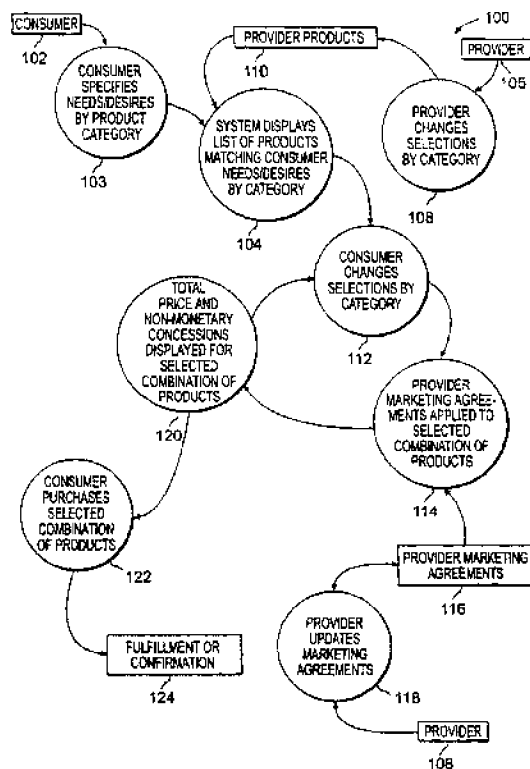 CONSUMER
102
CONSUMER
SPECIFIES
NEEDS/DESIRES
BY PRODUCT
CATEGORY
103
PROVIDER PRODUCTS
110
100
PROVIDER
105
PROVIDER
CHANGES
SELECTIONS
BY CATEGORY
108
SYSTEM DISPLAYS
LIST OF PRODUCTS
MATCHING CONSUMER
NEEDS/DESIRES
BY CATEGORY
104
CONSUMER
CHANGES
SELECTIONS BY
CATEGORY
112
TOTAL
PRICE AND
NON-MONETARY
CONCESSIONS
DISPLAYED FOR
SELECTED
COMBINATION OF
PRODUCTS
120
PROVIDER
MARKETING AGREE-
MENTS APPLIED TO
SELECTED
COMBINATION OF
PRODUCTS
114
CONSUMER
PURCHASES
SELECTED
COMBINATION
OF PRODUCTS
122
PROVIDER MARKETING
AGREEMENTS
116
PROVIDER
UPDATES
MARKETING
AGREEMENTS
118
FULFILLMENT OR
CONFIRMATION
124
PROVIDER
108